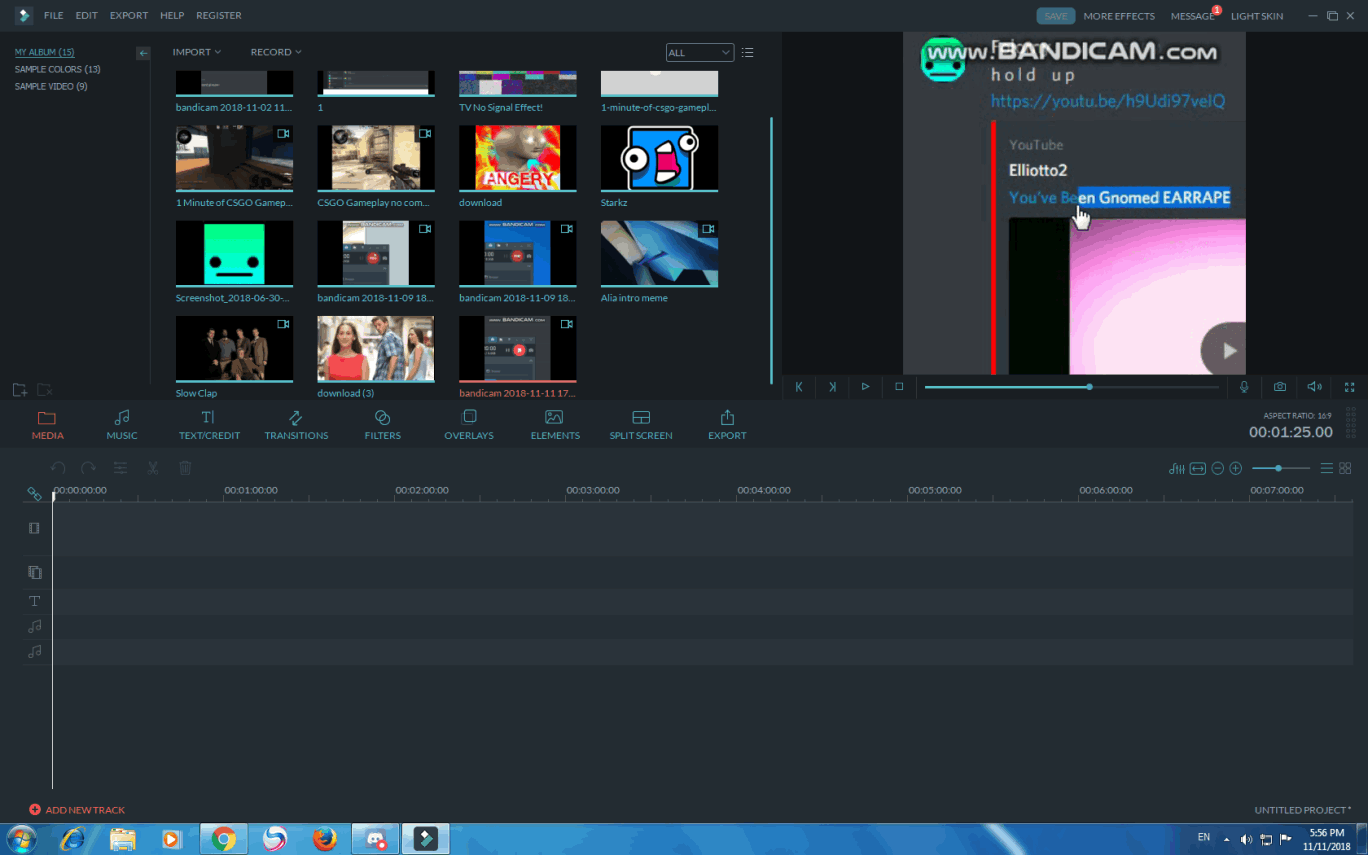 FILE EDIT EXPORT HELP REGISTER
SAVE MORE EFFECTS MESSAGE 1 LIGHT SKIN
MY ALBUM (15)
SAMPLE COLORS (13)
SAMPLE VIDEO (9)
IMPORT RECORD ALL
bandicam 2018-11-02 11... 1 TV No Signal Effect! 1-minute-of-csgo-gamepl...
ANGERY
1 Minute of CSGO Gamep... CSGO Gameplay no com... download Starkz
Screenshot_2018-06-30-... bandicam 2018-11-09 18... bandicam 2018-11-09 18... Alia intro meme
Slow Clap download (3) bandicam 2018-11-11 17...
www.BANDICAM.com
hold up
https://youtu.be/h9Udi97veIQ
YouTube
Elliotto2
You've Been Gnomed EARRAPE
MEDIA MUSIC TEXT/CREDIT TRANSITIONS FILTERS OVERLAYS ELEMENTS SPLIT SCREEN EXPORT
ASPECT RATIO: 16:9
00:01:25.00
00:00:00:00 00:01:00:00 00:02:00:00 00:03:00:00 00:04:00:00 00:05:00:00 00:06:00:00 00:07:00:00
ADD NEW TRACK
UNTITLED PROJECT *
EN
5:56 PM
11/11/2018